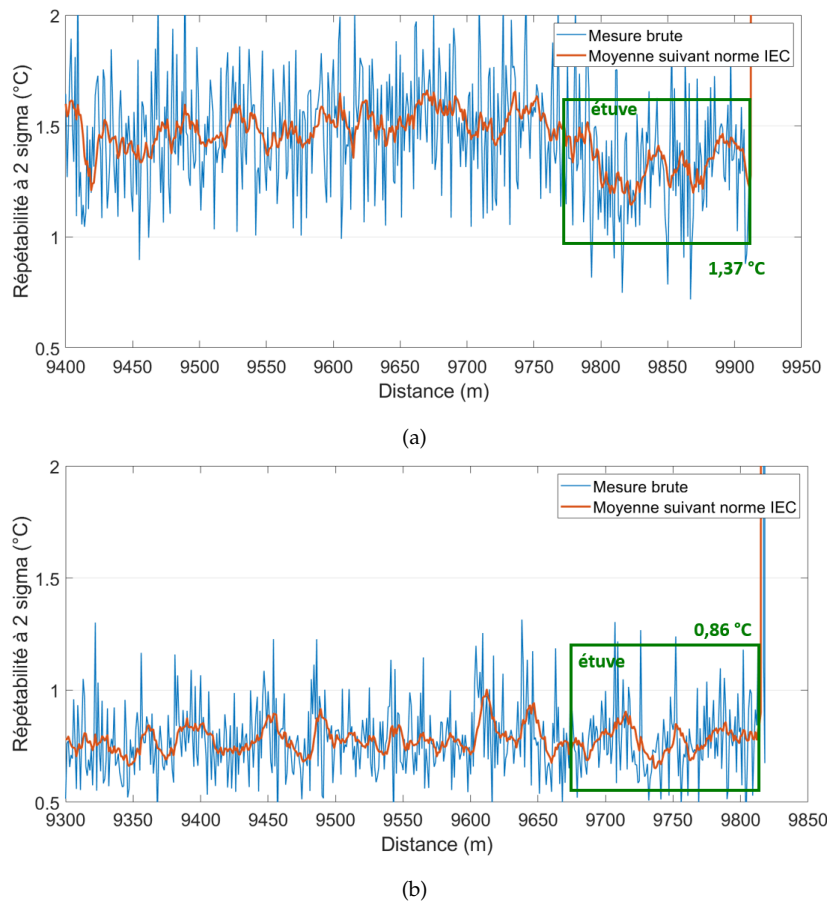 2
Mesure brute
Moyenne suivant norme IEC
étuve
1.5
1
1,37 °C
0.5
9400 9450 9500 9550 9600 9650 9700 9750 9800 9850 9900 9950
Répétabilité à 2 sigma (°C)
Distance (m)
(a)
2
Mesure brute
Moyenne suivant norme IEC
1.5
0,86 °C
étuve
1
0.5
9300 9350 9400 9450 9500 9550 9600 9650 9700 9750 9800 9850
Répétabilité à 2 sigma (°C)
Distance (m)
(b)